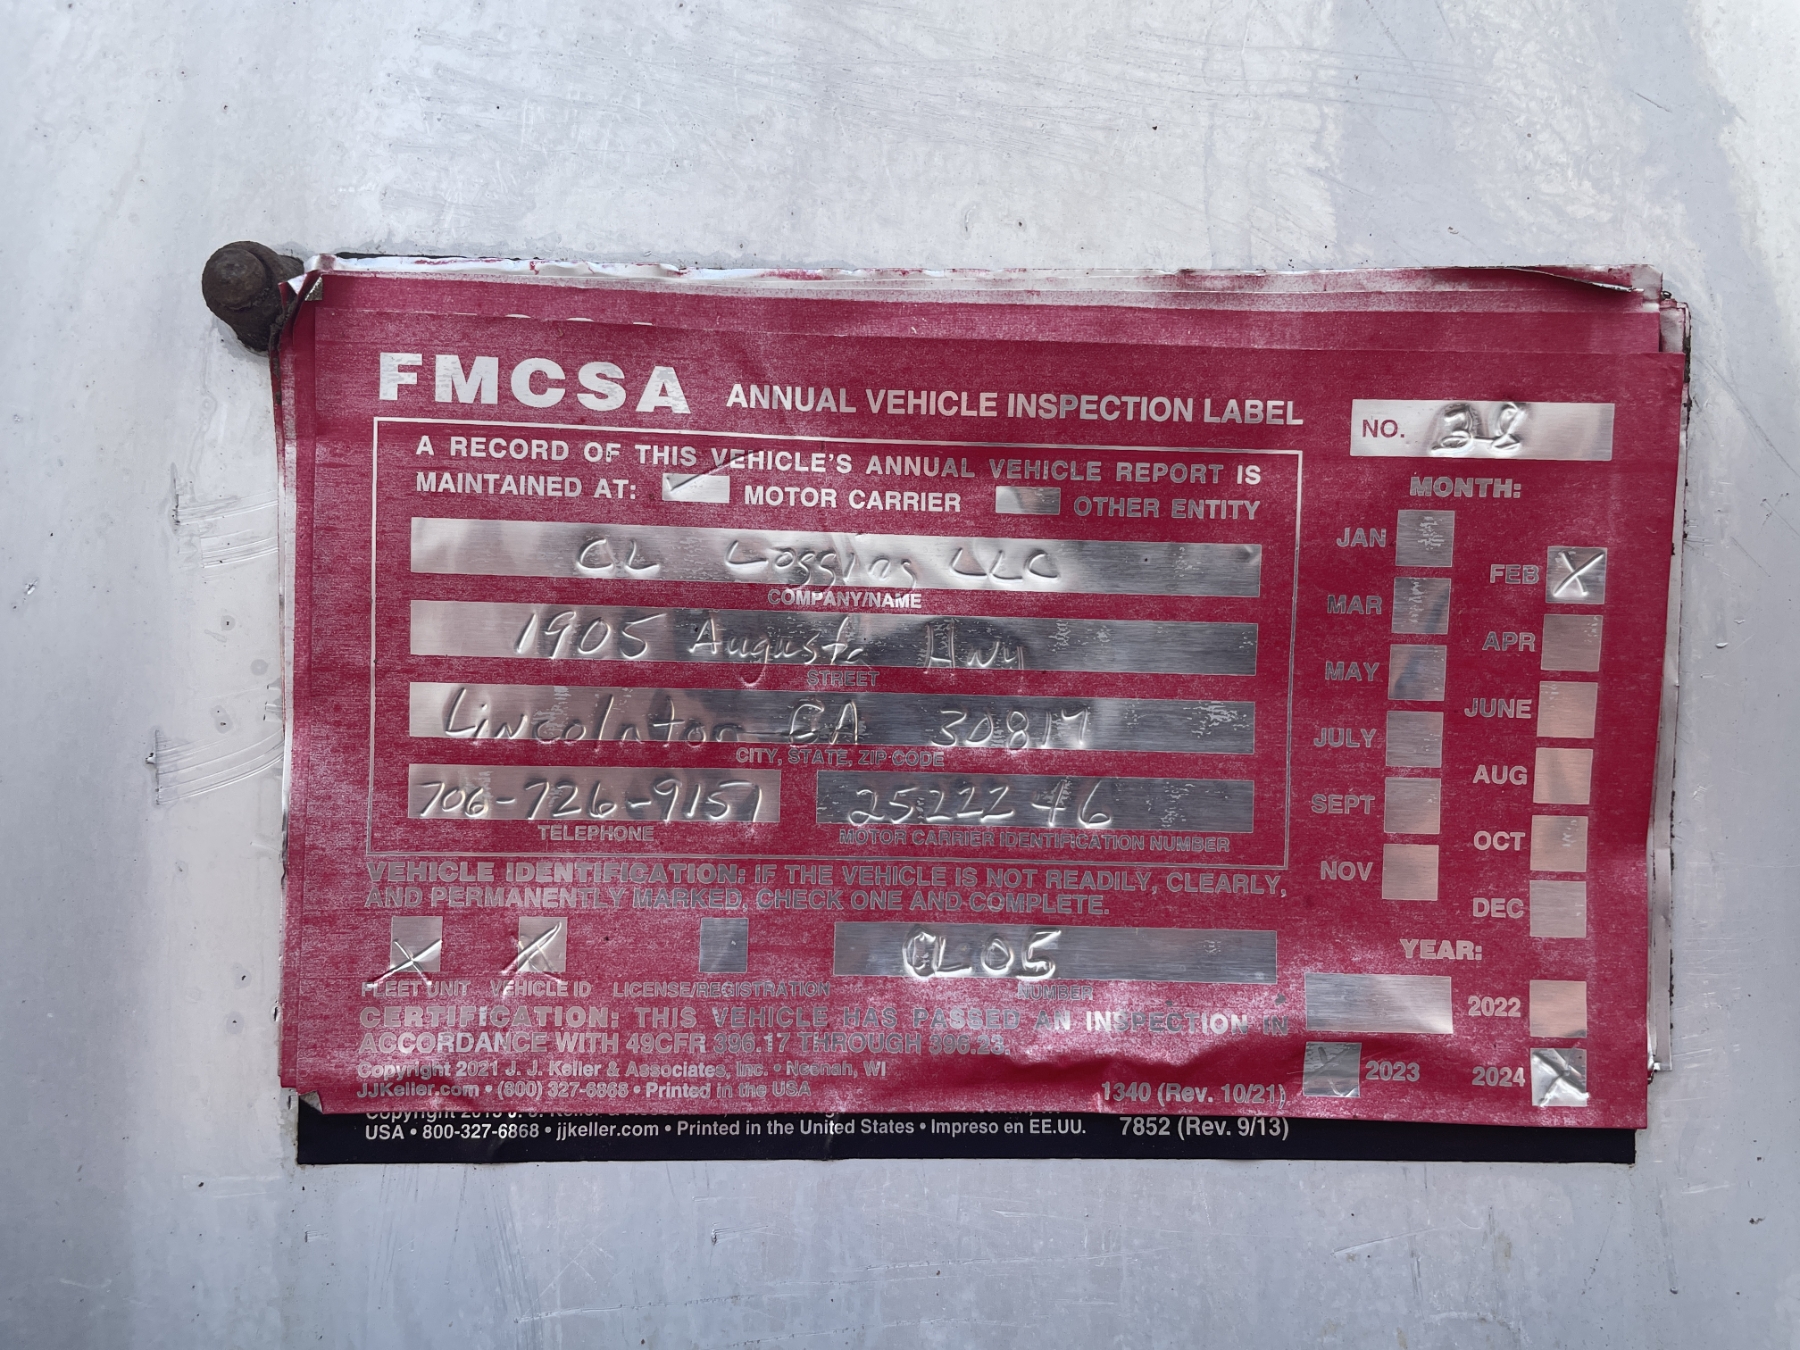 FMCSA ANNUAL VEHICLE INSPECTION LABEL
NO.
A RECORD OF THIS VEHICLE'S ANNUAL VEHICLE REPORT IS
MAINTAINED AT: MOTOR CARRIER OTHER ENTITY
CL Logging LLC
COMPANY/NAME
1905 Augusta Hwy
STREET
Lincolnton GA 30817
CITY, STATE, ZIP CODE
706-726-9151 2522246
TELEPHONE MOTOR CARRIER IDENTIFICATION NUMBER
VEHICLE IDENTIFICATION: IF THE VEHICLE IS NOT READILY, CLEARLY,
AND PERMANENTLY MARKED, CHECK ONE AND COMPLETE.
X X CL05
FLEET UNIT VEHICLE ID LICENSE/REGISTRATION NUMBER
CERTIFICATION: THIS VEHICLE HAS PASSED AN INSPECTION IN
ACCORDANCE WITH 49CFR 396.17 THROUGH 396.23.
Copyright 2021 J. J. Keller & Associates, Inc. • Neenah, WI
JJKeller.com • (800) 327-6868 • Printed in the USA
1340 (Rev. 10/21)
MONTH:
JAN
FEB X
MAR
APR
MAY
JUNE
JULY
AUG
SEPT
OCT
NOV
DEC
YEAR:
2022
2023
2024 X
USA • 800-327-6868 • jjkeller.com • Printed in the United States • Impreso en EE.UU. 7852 (Rev. 9/13)